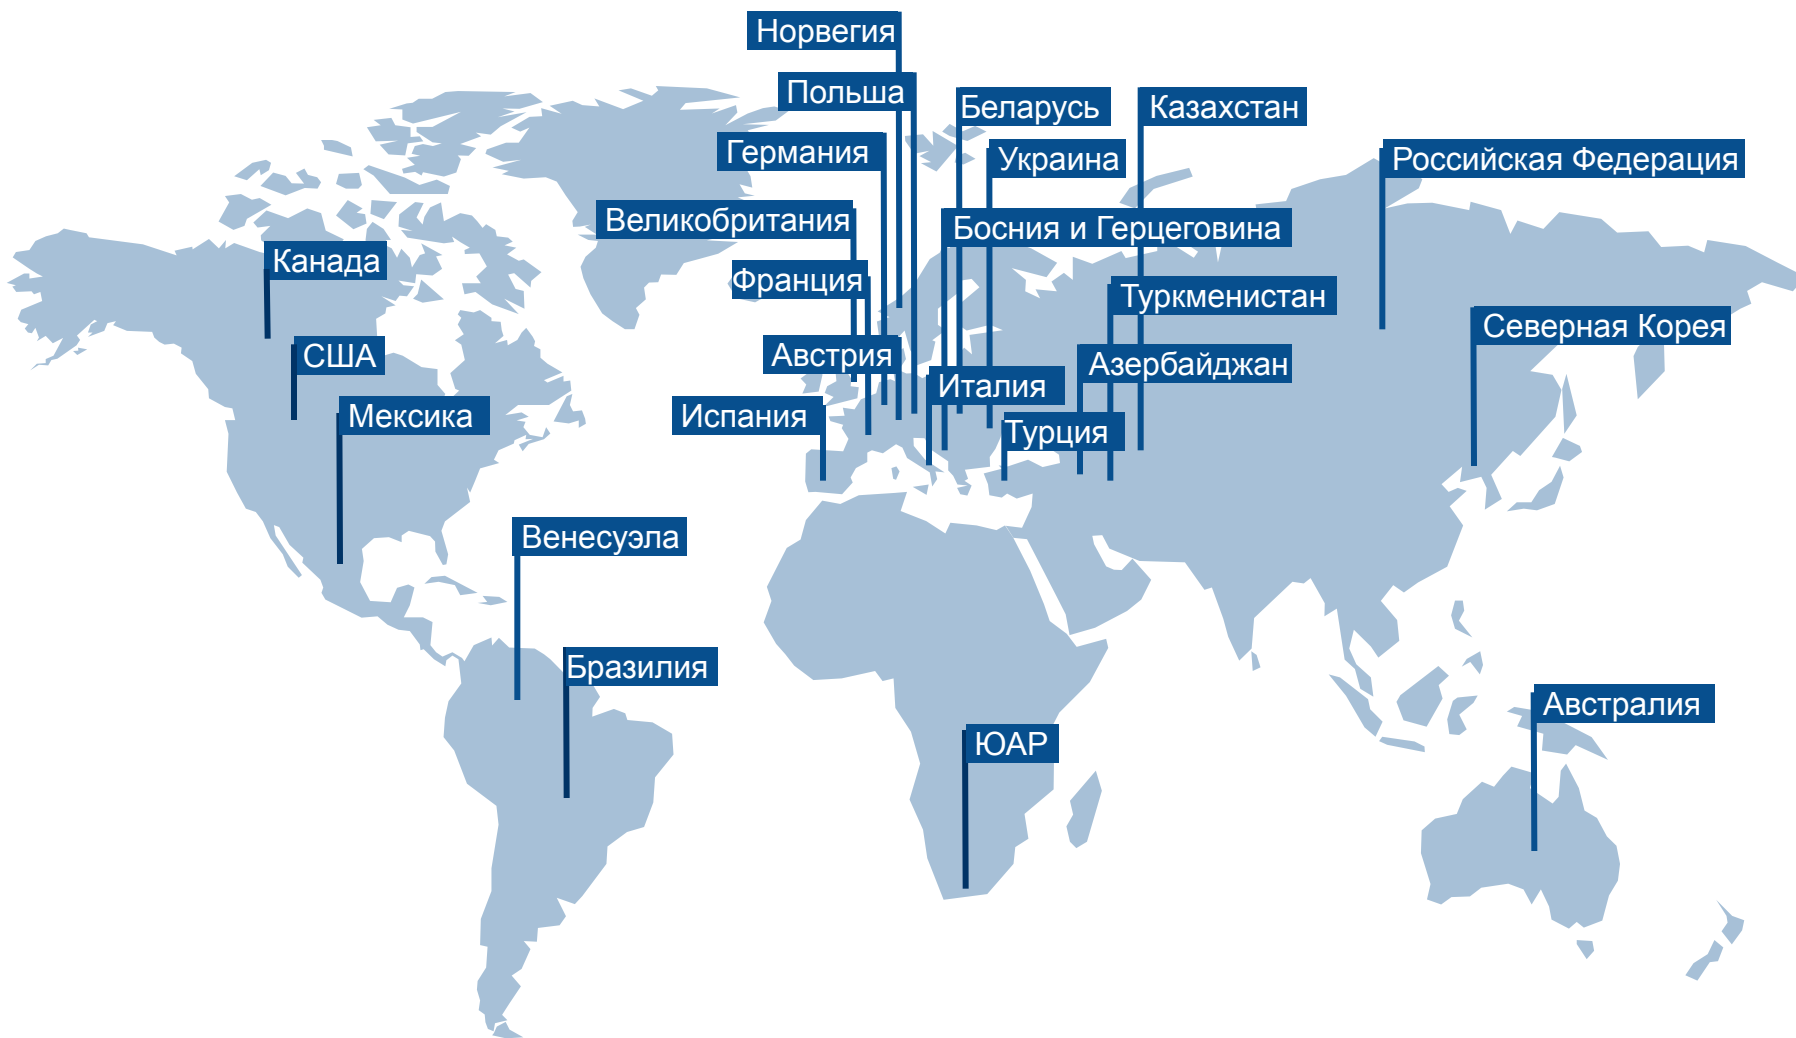 Норвегия
Польша
Беларусь
Казахстан
Германия
Украина
Российская Федерация
Великобритания
Босния и Герцеговина
Канада
Франция
Туркменистан
Северная Корея
США
Австрия
Азербайджан
Италия
Мексика
Испания
Турция
Венесуэла
Бразилия
Австралия
ЮАР